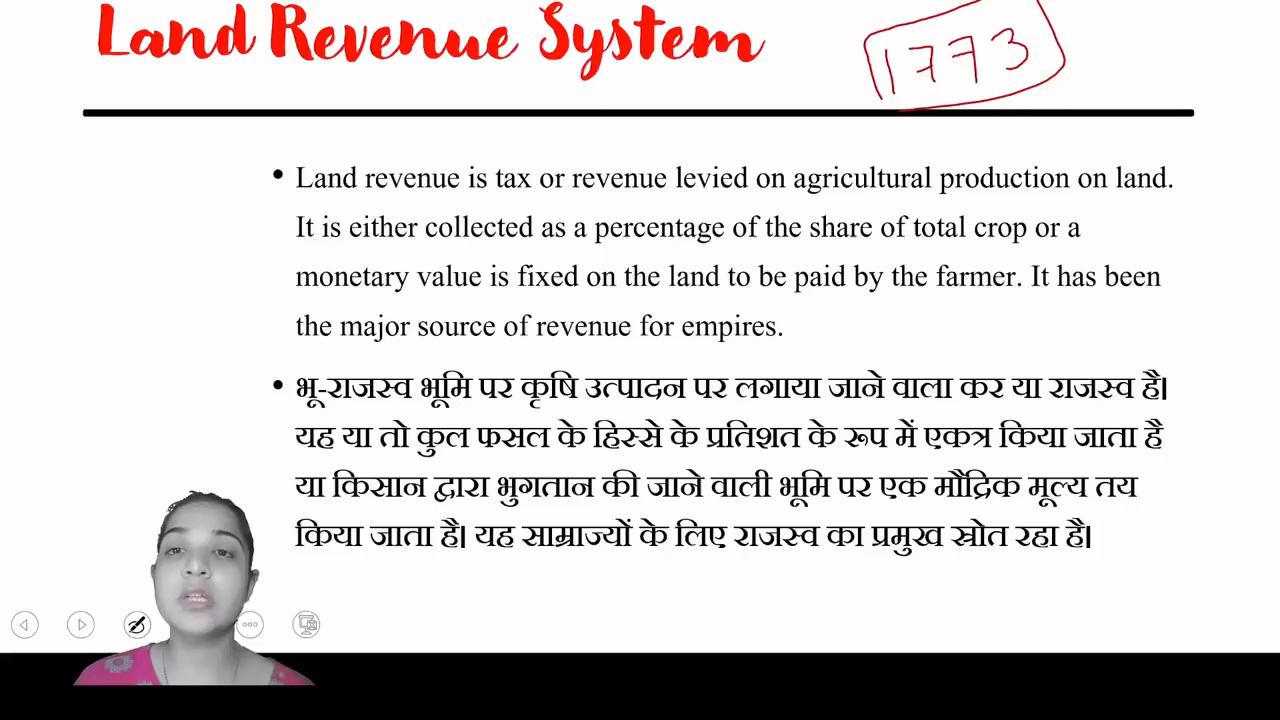 Land Revenue System
1773
• Land revenue is tax or revenue levied on agricultural production on land.
It is either collected as a percentage of the share of total crop or a
monetary value is fixed on the land to be paid by the farmer. It has been
the major source of revenue for empires.
• भू-राजस्व भूमि पर कृषि उत्पादन पर लगाया जाने वाला कर या राजस्व है।
यह या तो कुल फसल के हिस्से के प्रतिशत के रूप में एकत्र किया जाता है
या किसान द्वारा भुगतान की जाने वाली भूमि पर एक मौद्रिक मूल्य तय
किया जाता है। यह साम्राज्यों के लिए राजस्व का प्रमुख स्रोत रहा है।